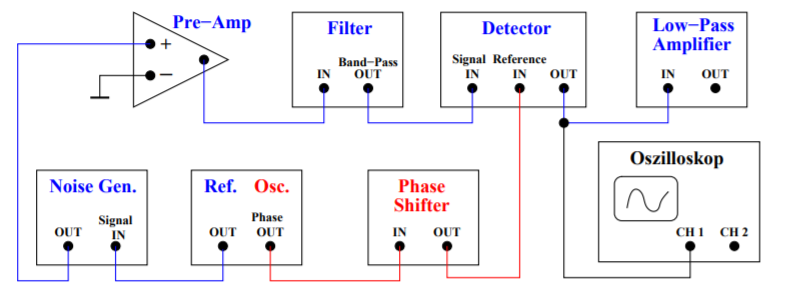 Pre−Amp
+
−
Filter
Band−Pass
IN OUT
Detector
Signal Reference
IN IN OUT
Low−Pass
Amplifier
IN OUT
Oszilloskop
CH 1 CH 2
Noise Gen.
Signal
OUT IN
Ref. Osc.
Phase
OUT OUT
Phase
Shifter
IN OUT